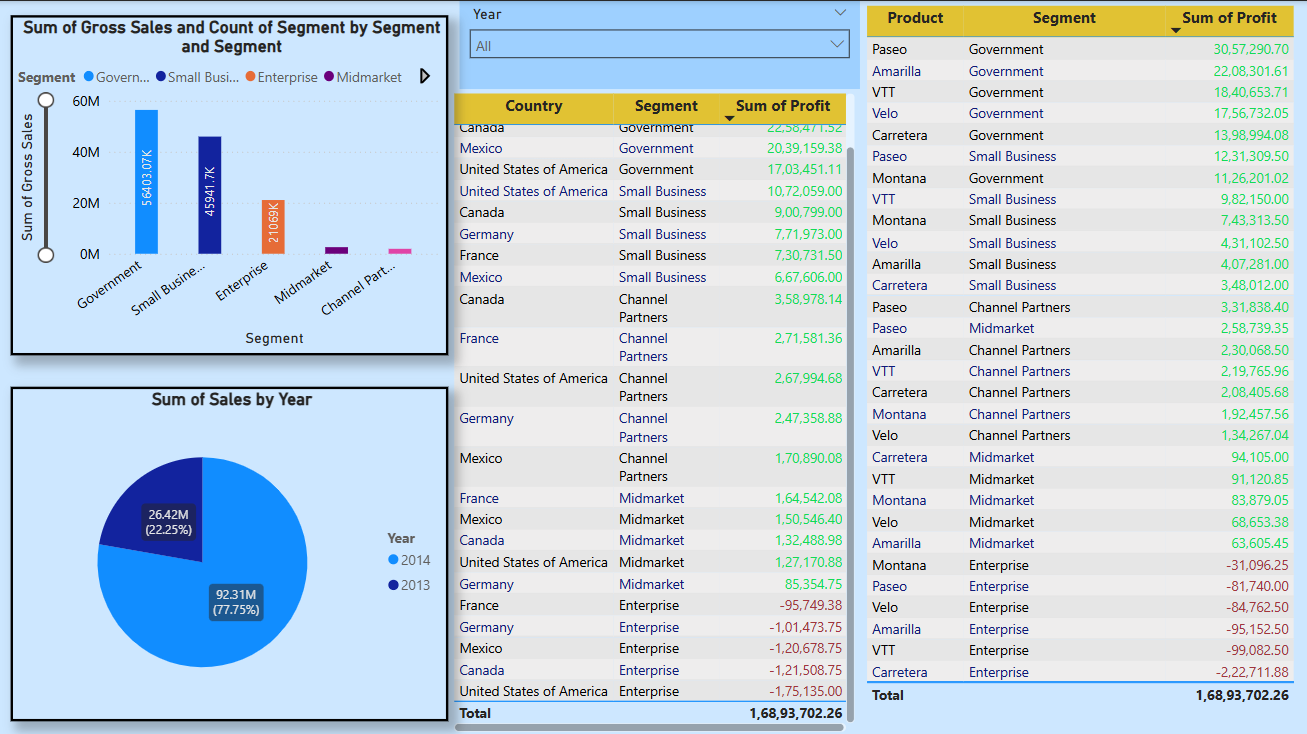 Sum of Gross Sales and Count of Segment by Segment
and Segment
Segment Govern... Small Busi... Enterprise Midmarket
Sum of Gross Sales
60M
40M
20M
0M
56403.07K
45941.7K
21069K
Government
Small Busine...
Enterprise
Midmarket
Channel Part...
Segment
Sum of Sales by Year
26.42M
(22.25%)
92.31M
(77.75%)
Year
2014
2013
Year
All
Country Segment Sum of Profit
Canada Government 22,58,471.52
Mexico Government 20,39,159.38
United States of America Government 17,03,451.11
United States of America Small Business 10,72,059.00
Canada Small Business 9,00,799.00
Germany Small Business 7,71,973.00
France Small Business 7,30,731.50
Mexico Small Business 6,67,606.00
Canada Channel 3,58,978.14
Partners
France Channel 2,71,581.36
Partners
United States of America Channel 2,67,994.68
Partners
Germany Channel 2,47,358.88
Partners
Mexico Channel 1,70,890.08
Partners
France Midmarket 1,64,542.08
Mexico Midmarket 1,50,546.40
Canada Midmarket 1,32,488.98
United States of America Midmarket 1,27,170.88
Germany Midmarket 85,354.75
France Enterprise -95,749.38
Germany Enterprise -1,01,473.75
Mexico Enterprise -1,20,678.75
Canada Enterprise -1,21,508.75
United States of America Enterprise -1,75,135.00
Total 1,68,93,702.26
Product Segment Sum of Profit
Paseo Government 30,57,290.70
Amarilla Government 22,08,301.61
VTT Government 18,40,653.71
Velo Government 17,56,732.05
Carretera Government 13,98,994.08
Paseo Small Business 12,31,309.50
Montana Government 11,26,201.02
VTT Small Business 9,82,150.00
Montana Small Business 7,43,313.50
Velo Small Business 4,31,102.50
Amarilla Small Business 4,07,281.00
Carretera Small Business 3,48,012.00
Paseo Channel Partners 3,31,838.40
Paseo Midmarket 2,58,739.35
Amarilla Channel Partners 2,30,068.50
VTT Channel Partners 2,19,765.96
Carretera Channel Partners 2,08,405.68
Montana Channel Partners 1,92,457.56
Velo Channel Partners 1,34,267.04
Carretera Midmarket 94,105.00
VTT Midmarket 91,120.85
Montana Midmarket 83,879.05
Velo Midmarket 68,653.38
Amarilla Midmarket 63,605.45
Montana Enterprise -31,096.25
Paseo Enterprise -81,740.00
Velo Enterprise -84,762.50
Amarilla Enterprise -95,152.50
VTT Enterprise -99,082.50
Carretera Enterprise -2,22,711.88
Total 1,68,93,702.26